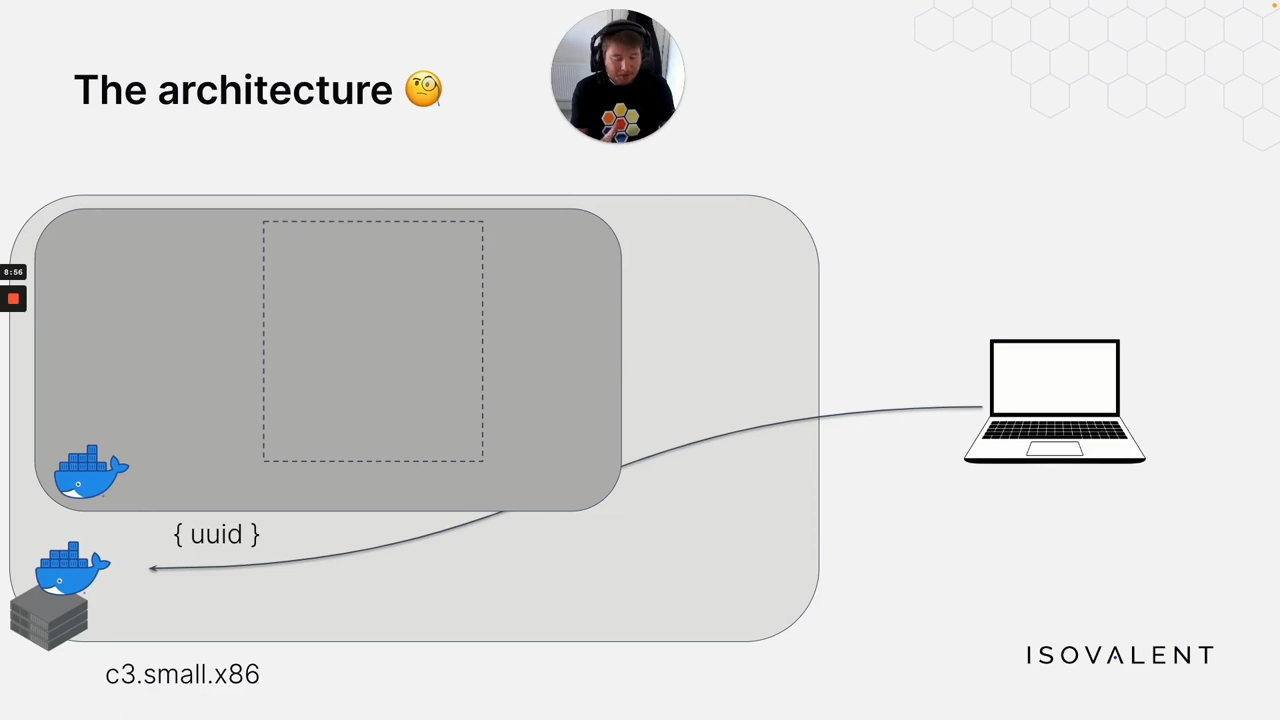 The architecture
8:56
{ uuid }
c3.small.x86
ISOVALENT